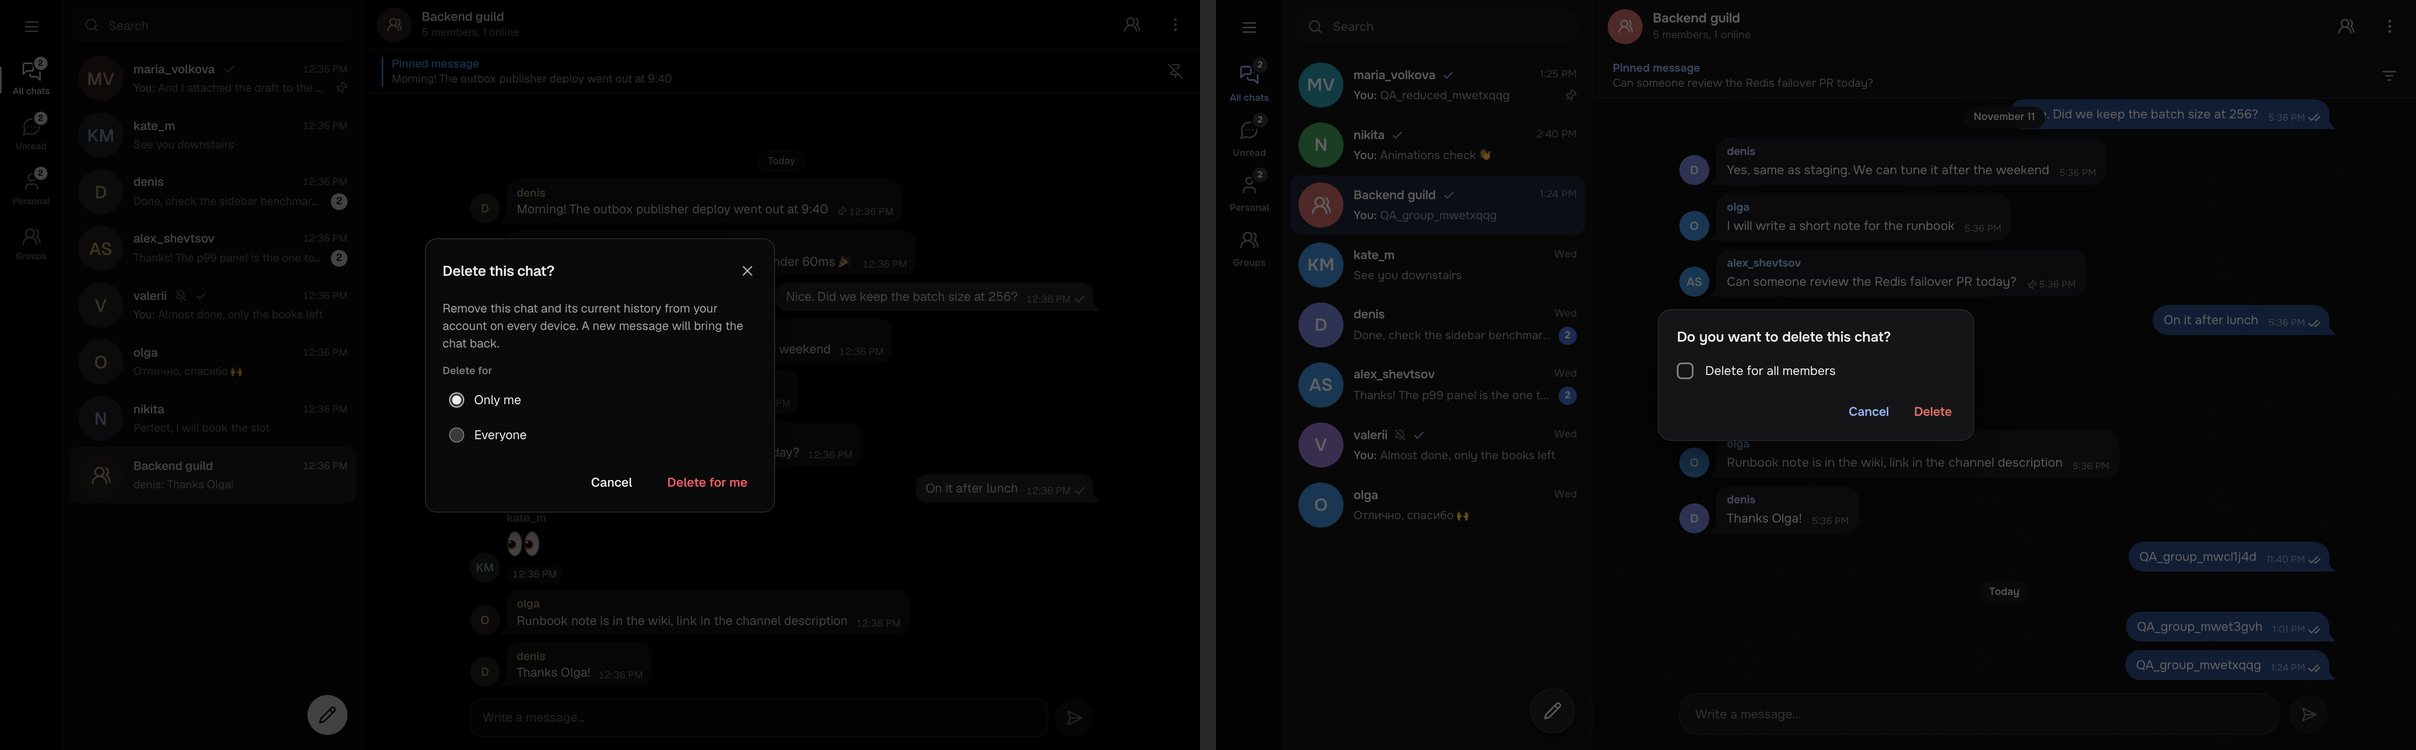 Search
2
All chats
2
Unread
2
Personal
Groups
MV
maria_volkova
12:36 PM
You: And I attached the draft to the ...
KM
kate_m
12:36 PM
See you downstairs
D
denis
12:36 PM
Done, check the sidebar benchmar...
2
AS
alex_shevtsov
12:36 PM
Thanks! The p99 panel is the one to...
2
V
valerii
12:36 PM
You: Almost done, only the books left
O
olga
12:36 PM
Отлично, спасибо 🙌
N
nikita
12:36 PM
Perfect, I will book the slot
Backend guild
12:36 PM
denis: Thanks Olga!
Backend guild
5 members, 1 online
Pinned message
Morning! The outbox publisher deploy went out at 9:40
Today
denis
D
Morning! The outbox publisher deploy went out at 9:40 12:36 PM
nder 60ms 🎉 12:36 PM
Nice. Did we keep the batch size at 256? 12:36 PM
weekend 12:36 PM
PM
day? 12:36 PM
On it after lunch 12:36 PM
Delete this chat?
Remove this chat and its current history from your
account on every device. A new message will bring the
chat back.
Delete for
Only me
Everyone
Cancel
Delete for me
kate_m
👀
KM
12:36 PM
olga
O
Runbook note is in the wiki, link in the channel description 12:36 PM
denis
D
Thanks Olga! 12:36 PM
Write a message...
Search
2
All chats
2
Unread
2
Personal
Groups
MV
maria_volkova
1:25 PM
You: QA_reduced_mwetxqqg
N
nikita
2:40 PM
You: Animations check 👋
Backend guild
1:24 PM
You: QA_group_mwetxqqg
KM
kate_m
Wed
See you downstairs
D
denis
Wed
Done, check the sidebar benchmar...
2
AS
alex_shevtsov
Wed
Thanks! The p99 panel is the one t...
2
V
valerii
Wed
You: Almost done, only the books left
O
olga
Wed
Отлично, спасибо 🙌
Backend guild
5 members, 1 online
Pinned message
Can someone review the Redis failover PR today?
November 11
. Did we keep the batch size at 256? 5:36 PM
denis
D
Yes, same as staging. We can tune it after the weekend 5:36 PM
olga
O
I will write a short note for the runbook 5:36 PM
alex_shevtsov
AS
Can someone review the Redis failover PR today? 5:36 PM
On it after lunch 5:36 PM
Do you want to delete this chat?
Delete for all members
Cancel
Delete
olga
O
Runbook note is in the wiki, link in the channel description 5:36 PM
denis
D
Thanks Olga! 5:36 PM
QA_group_mwcl1j4d 11:40 PM
Today
QA_group_mwet3gvh 1:01 PM
QA_group_mwetxqqg 1:24 PM
Write a message...